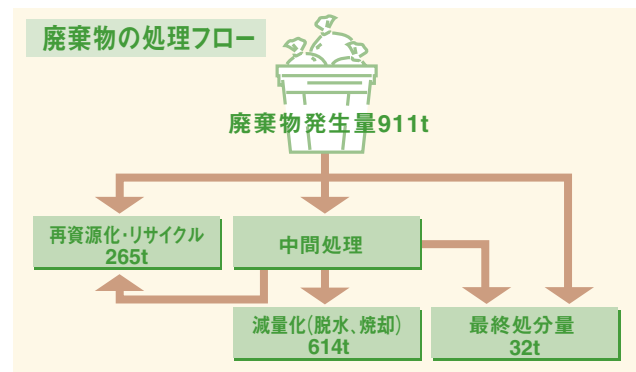 廃棄物の処理フロー
廃棄物発生量911t
再資源化・リサイクル
265t
中間処理
減量化(脱水、焼却)
614t
最終処分量
32t